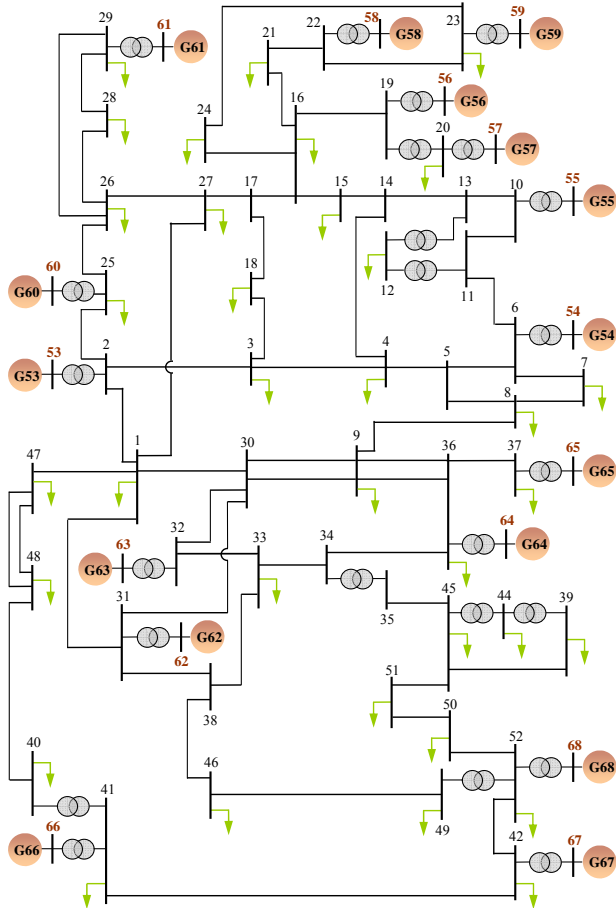 29 61 G61
22 58 G58
23 59 G59
21
28
24 16 19 56 G56
20 57 G57
26 27 17 15 14 13 10 55 G55
18 12 11
60 25 G60
6 54 G54
53 2 G53 3 4 5 7
8
47 1 30 9 36 37 65 G65
32 33 34 64 G64
48 63 G63
31 62 G62
35 45 44 39
38 51
50
40 41 46 52 68 G68
49
66 G66 42 67 G67